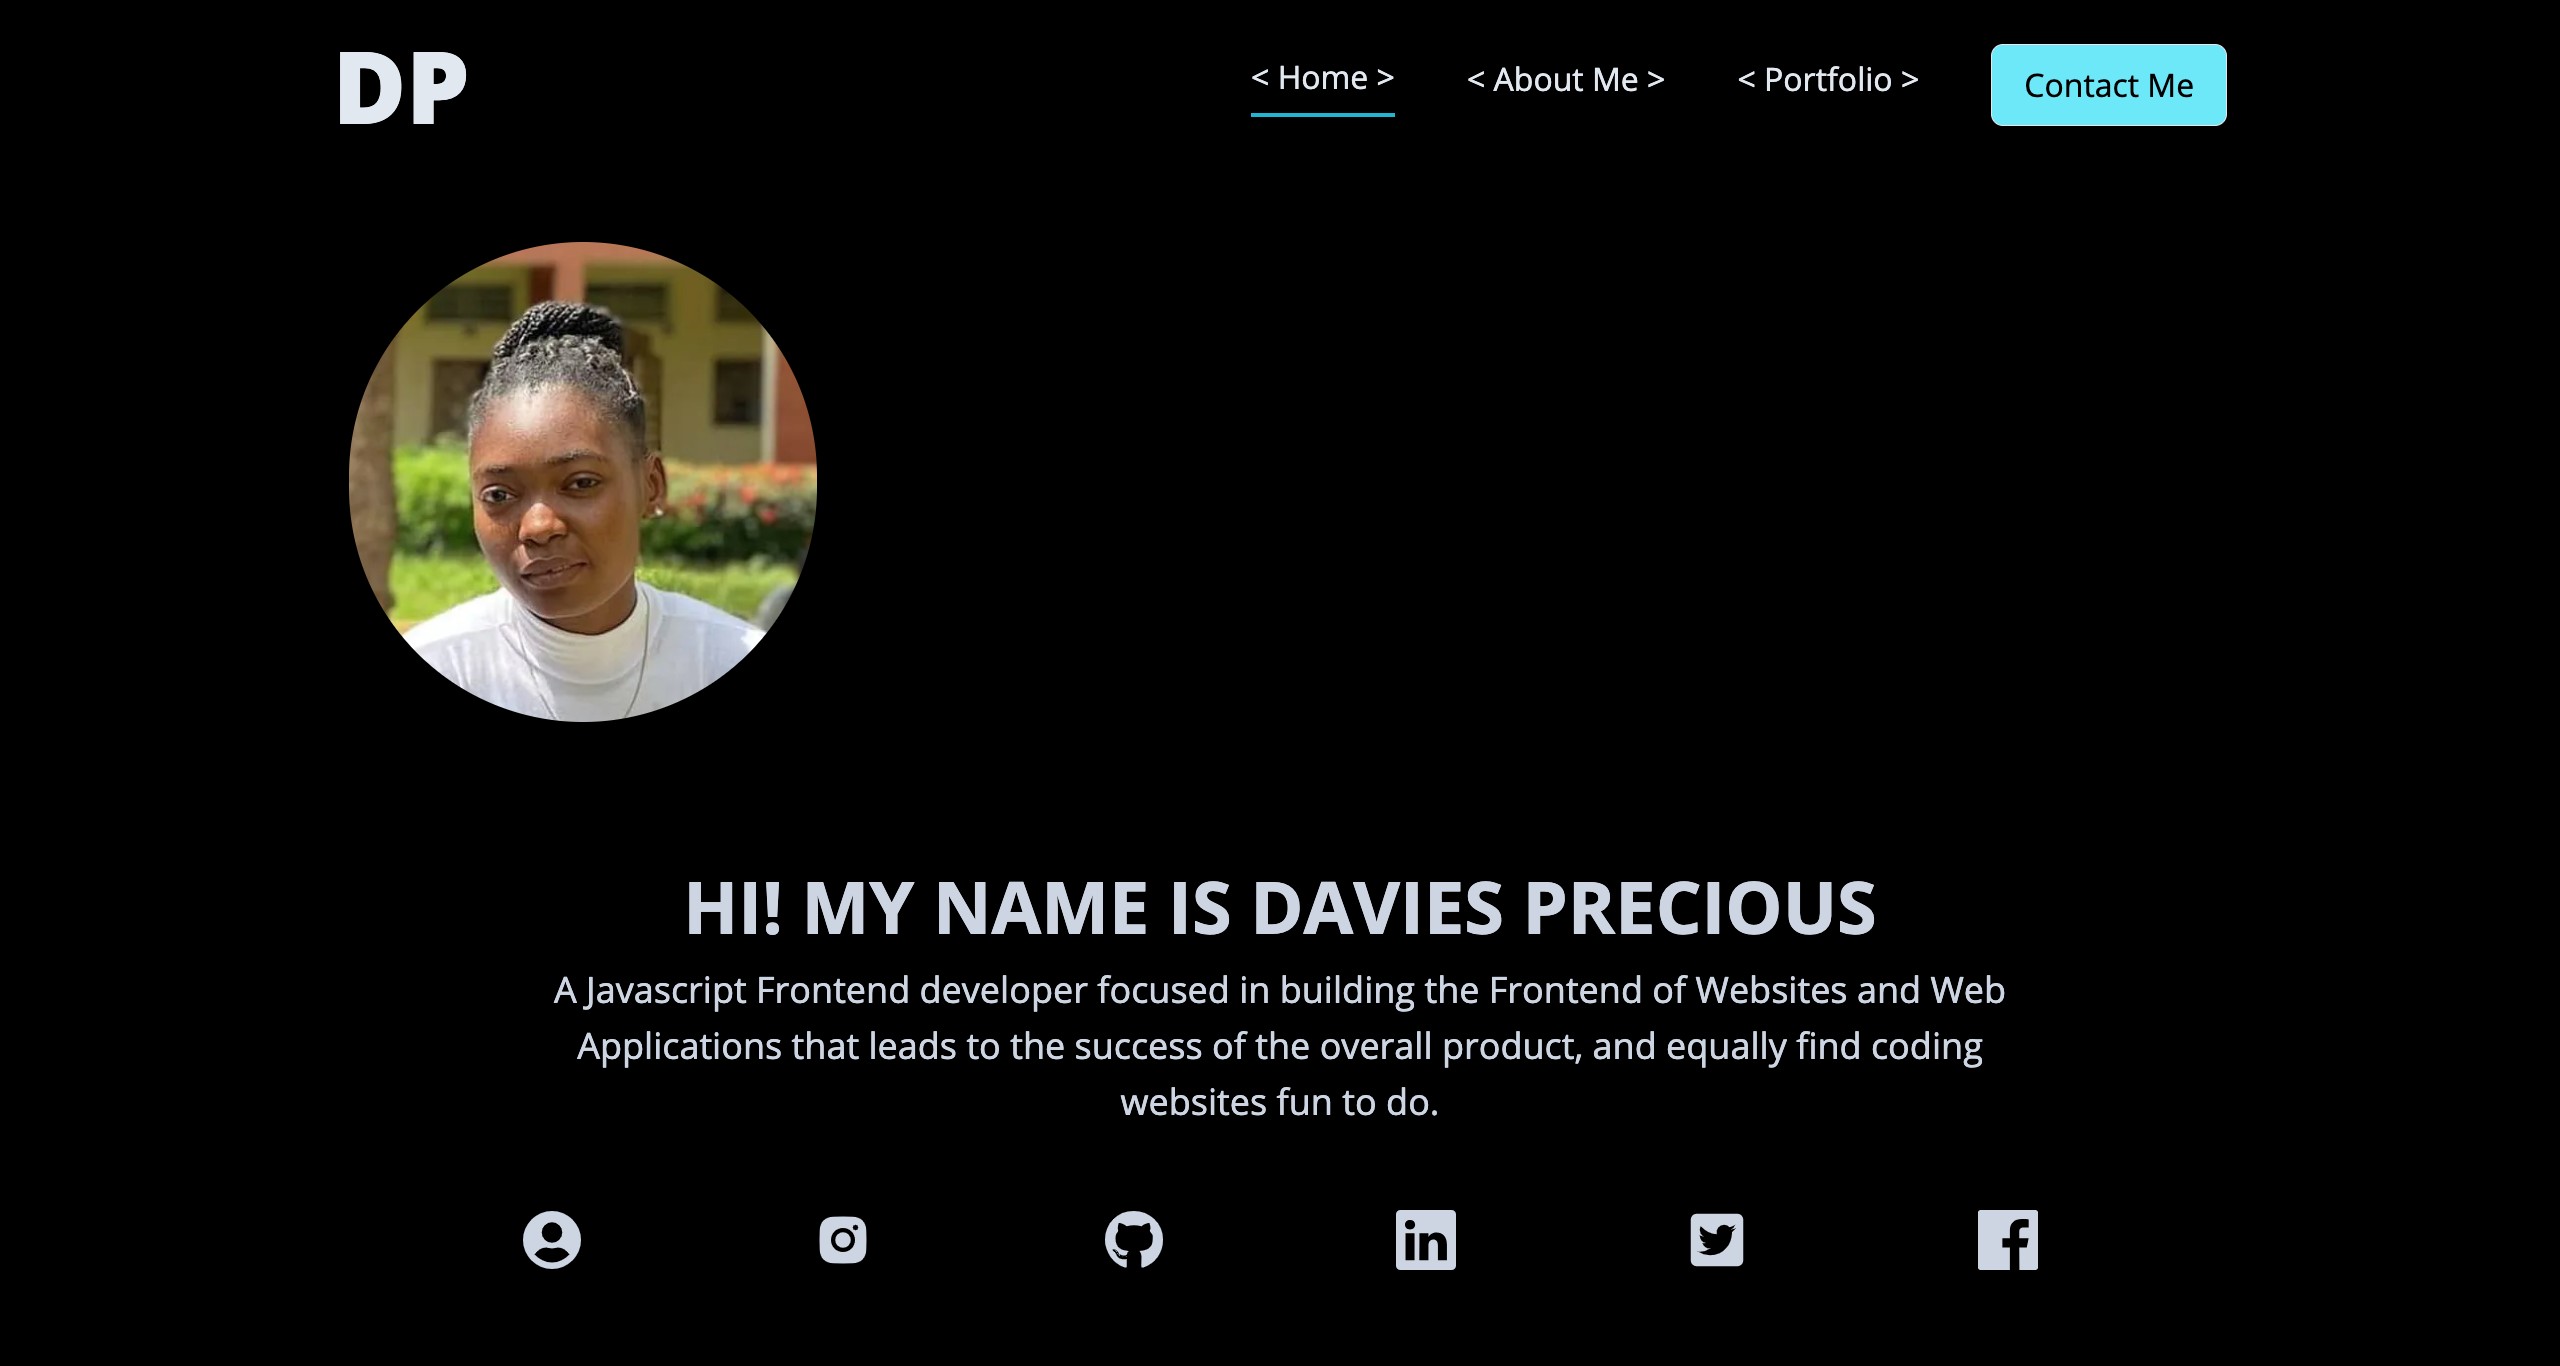 DP
< Home > < About Me > < Portfolio > Contact Me
HI! MY NAME IS DAVIES PRECIOUS
A Javascript Frontend developer focused in building the Frontend of Websites and Web
Applications that leads to the success of the overall product, and equally find coding
websites fun to do.